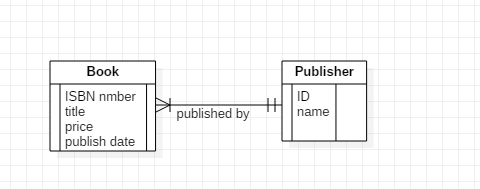 Book
ISBN nmber
title
price
publish date
published by
Publisher
ID
name